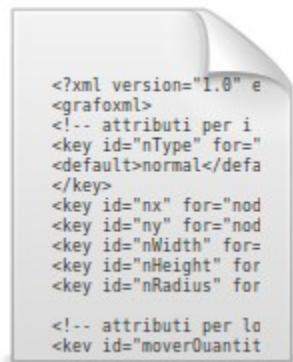 <?xml version="1.0" e
<grafoxml>
<!-- attributi per i
<key id="nType" for="
<default>normal</defa
</key>
<key id="nx" for="nod
<key id="ny" for="nod
<key id="nWidth" for=
<key id="nHeight" for
<key id="nRadius" for
<!-- attributi per lo
<key id="moverQuantit